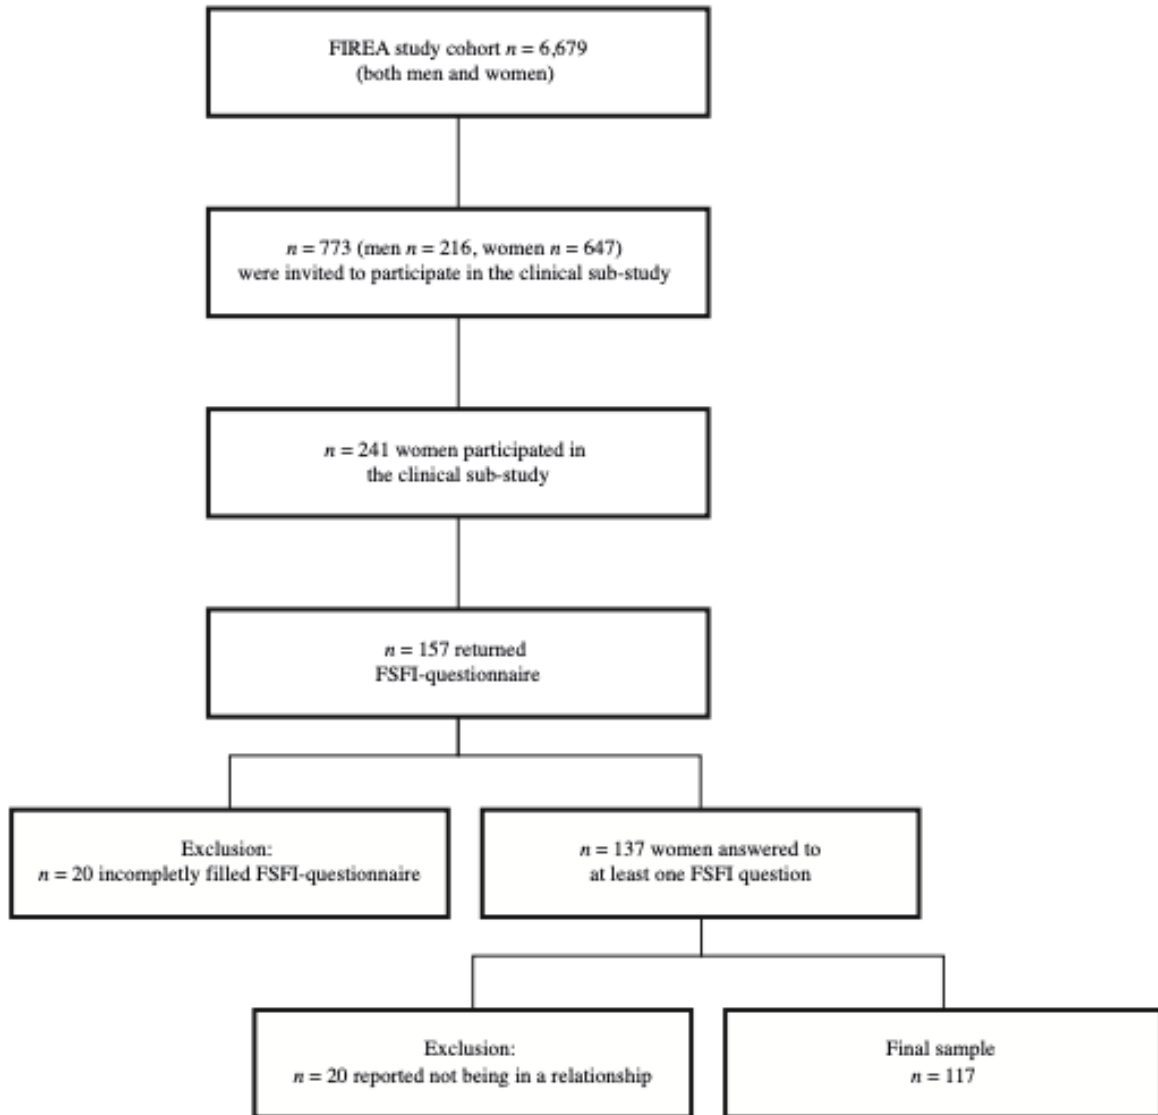 FIREA study cohort n = 6,679
(both men and women)
n = 773 (men n = 216, women n = 647)
were invited to participate in the clinical sub-study
n = 241 women participated in
the clinical sub-study
n = 157 returned
FSFI-questionnaire
Exclusion:
n = 20 incompletly filled FSFI-questionnaire
n = 137 women answered to
at least one FSFI question
Exclusion:
n = 20 reported not being in a relationship
Final sample
n = 117